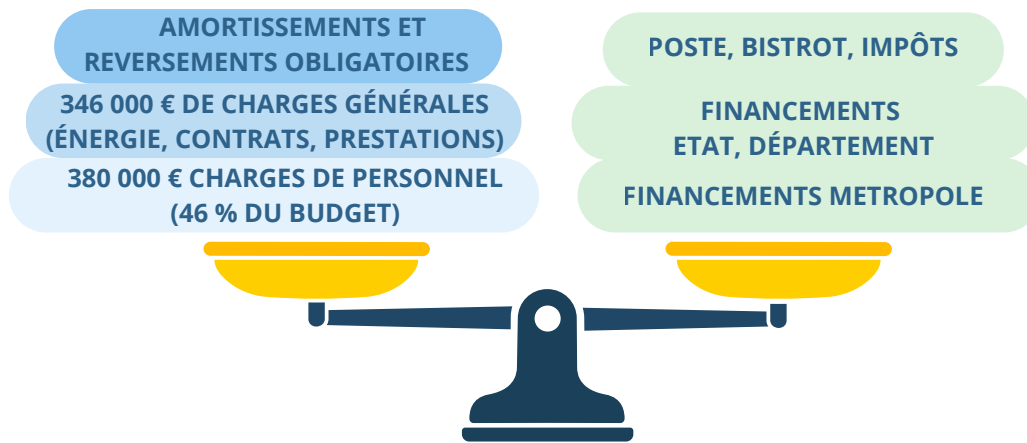 AMORTISSEMENTS ET
REVERSEMENTS OBLIGATOIRES
346 000 € DE CHARGES GÉNÉRALES
(ÉNERGIE, CONTRATS, PRESTATIONS)
380 000 € CHARGES DE PERSONNEL
(46 % DU BUDGET)
POSTE, BISTROT, IMPÔTS
FINANCEMENTS
ETAT, DÉPARTEMENT
FINANCEMENTS METROPOLE